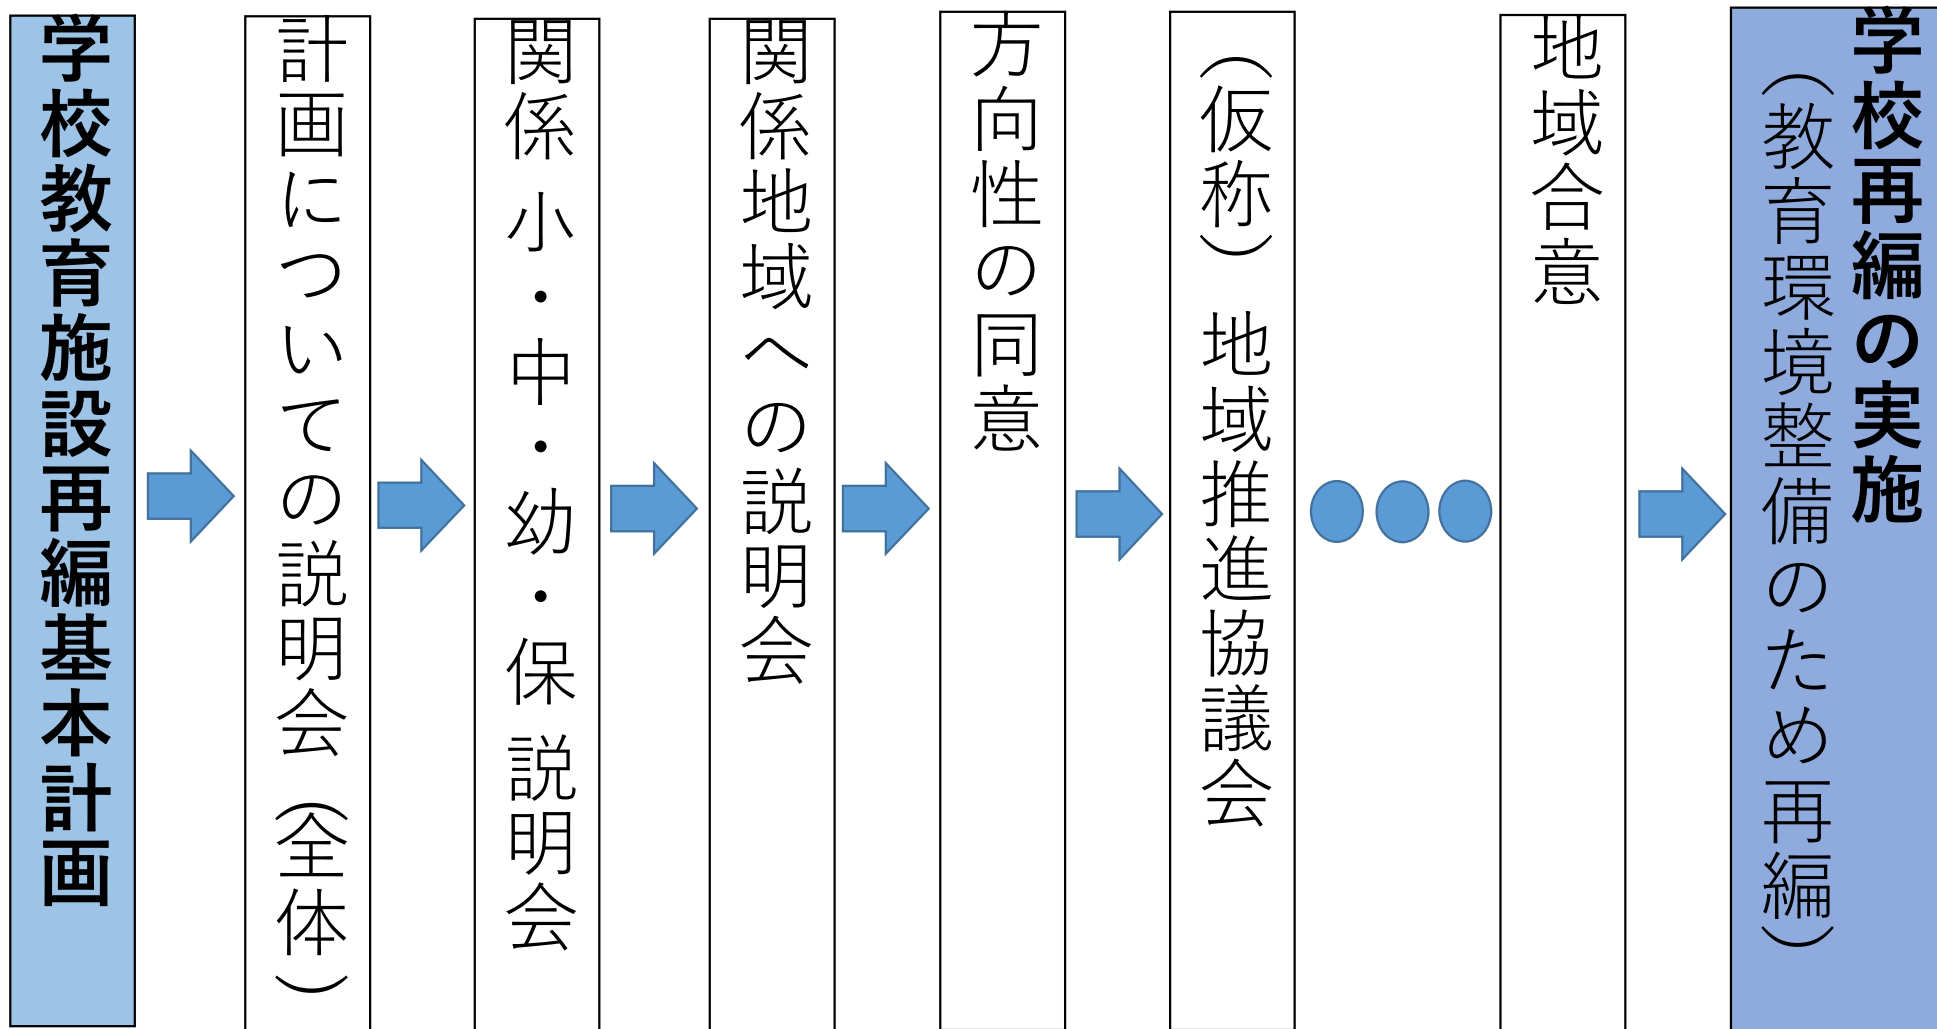 学校教育施設再編基本計画
計画についての説明会（全体）
関係 小・中・幼・保 説明会
関係地域への説明会
方向性の同意
（仮称）地域推進協議会
地域合意
学校再編の実施
（教育環境整備のため再編）